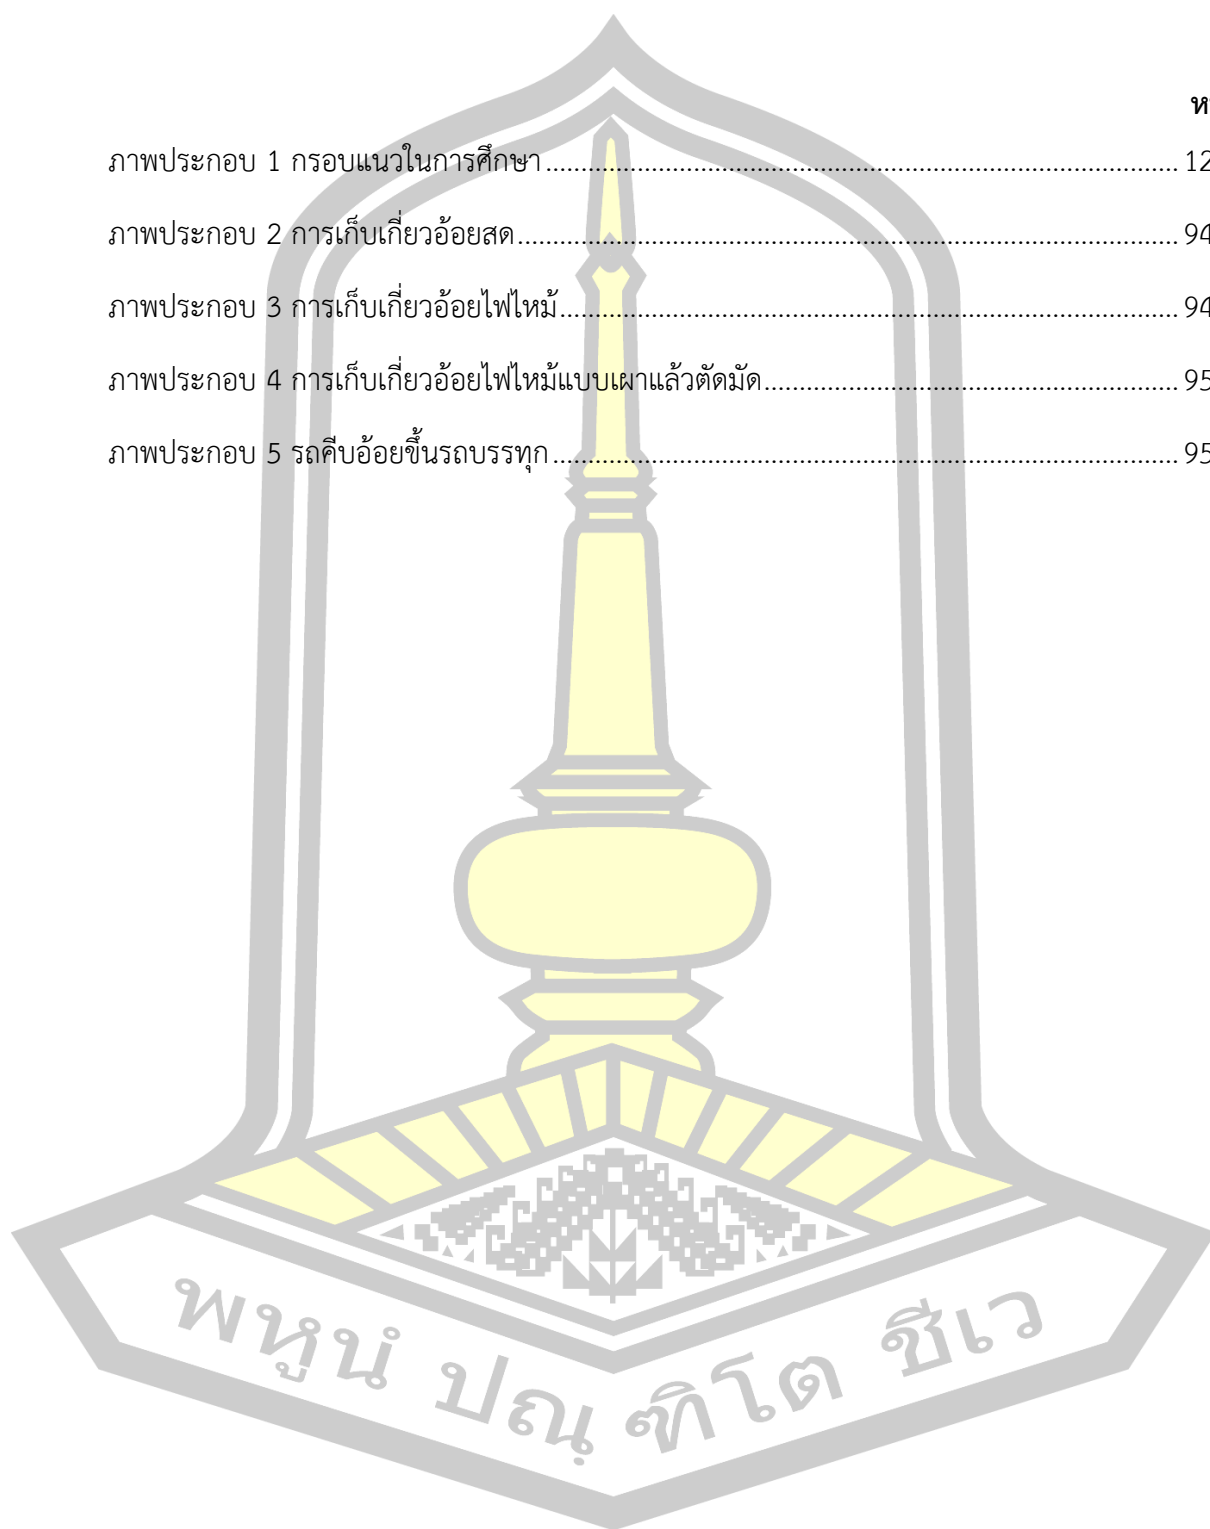 ภาพประกอบ 1 กรอบแนวในการศึกษา.......................................................................................... 12
ภาพประกอบ 2 การเก็บเกี่ยวอ้อยสด.............................................................................................. 94
ภาพประกอบ 3 การเก็บเกี่ยวอ้อยไฟไหม้........................................................................................ 94
ภาพประกอบ 4 การเก็บเกี่ยวอ้อยไฟไหม้แบบเผาแล้วตัดมัด........................................................... 95
ภาพประกอบ 5 รถคีบอ้อยขึ้นรถบรรทุก......................................................................................... 95
พหูนํ ปณฺฑิโต ชีเว